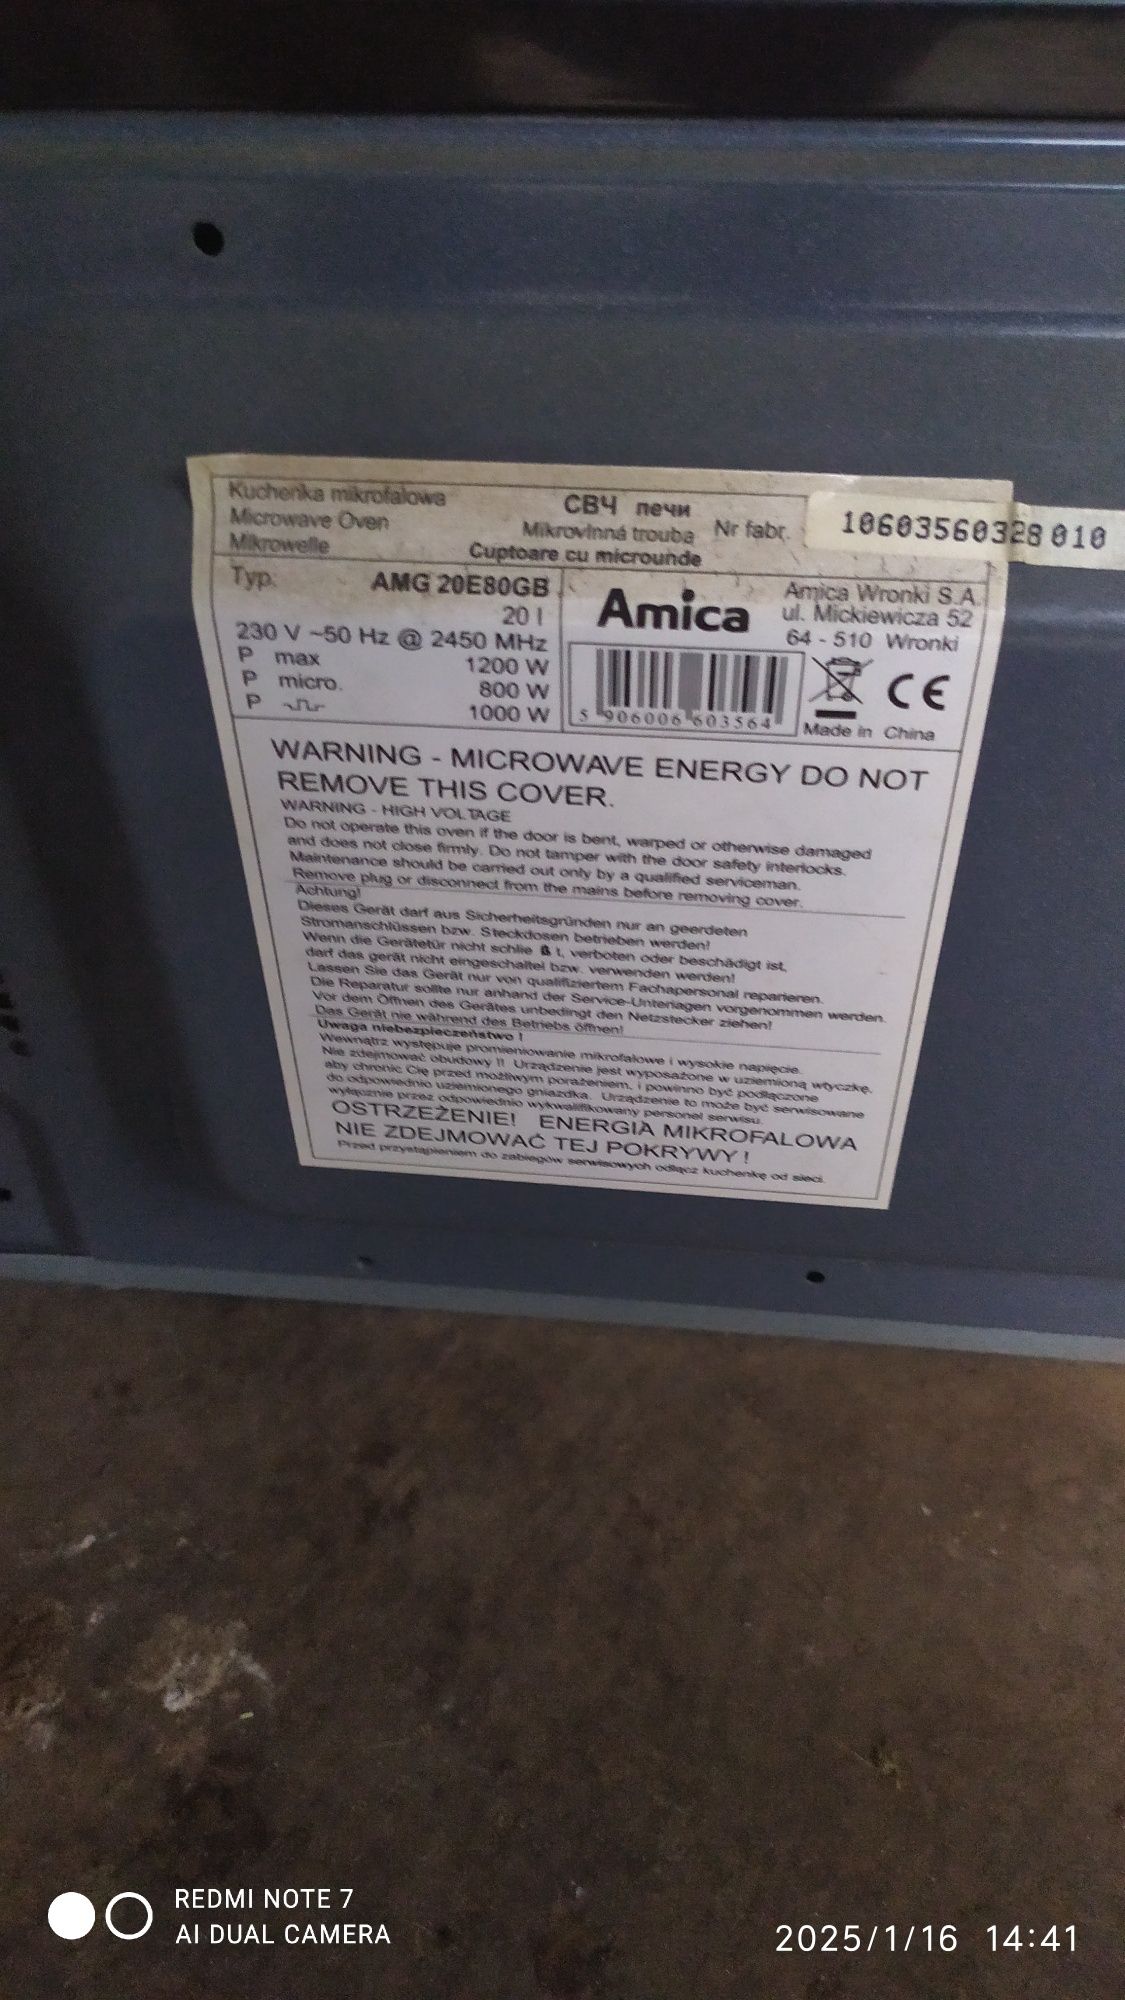 Kuchenka mikrofalowa
Microwave Oven
Mikrowelle
СВЧ печи
Mikrovlnná trouba
Cuptoare cu microunde
Nr fabr.
10603560328010
Typ: AMG 20E80GB
20 l
230 V ~50 Hz @ 2450 MHz
P max 1200 W
P micro. 800 W
P 1000 W
Amica
Amica Wronki S.A.
ul. Mickiewicza 52
64 - 510 Wronki
5 906006 603564
CE
Made in China
WARNING - MICROWAVE ENERGY DO NOT
REMOVE THIS COVER.
WARNING - HIGH VOLTAGE
Do not operate this oven if the door is bent, warped or otherwise damaged
and does not close firmly. Do not tamper with the door safety interlocks.
Maintenance should be carried out only by a qualified serviceman.
Remove plug or disconnect from the mains before removing cover.
Achtung!
Dieses Gerät darf aus Sicherheitsgründen nur an geerdeten
Stromanschlüssen bzw. Steckdosen betrieben werden!
Wenn die Gerätetür nicht schlie ß t, verboten oder beschädigt ist,
darf das gerät nicht eingeschaltet bzw. verwenden werden!
Lassen Sie das Gerät nur von qualifiziertem Fachapersonal reparieren.
Die Reparatur sollte nur anhand der Service-Unterlagen vorgenommen werden.
Vor dem Öffnen des Gerätes unbedingt den Netzstecker ziehen!
Das Gerät nie während des Betriebs öffnen!
Uwaga niebezpieczeństwo !
Wewnątrz występuje promieniowanie mikrofalowe i wysokie napięcie.
Nie zdejmować obudowy !! Urządzenie jest wyposażone w uziemioną wtyczkę,
aby chronic Cię przed możliwym porażeniem, i powinno być podłączone
do odpowiednio uziemionego gniazdka. Urządzenie to może być serwisowane
wyłącznie przez odpowiednio wykwalifikowany personel serwisu.
OSTRZEŻENIE! ENERGIA MIKROFALOWA
NIE ZDEJMOWAĆ TEJ POKRYWY !
Przed przystąpieniem do zabiegów serwisowych odłącz kuchenkę od sieci.
REDMI NOTE 7
AI DUAL CAMERA
2025/1/16 14:41